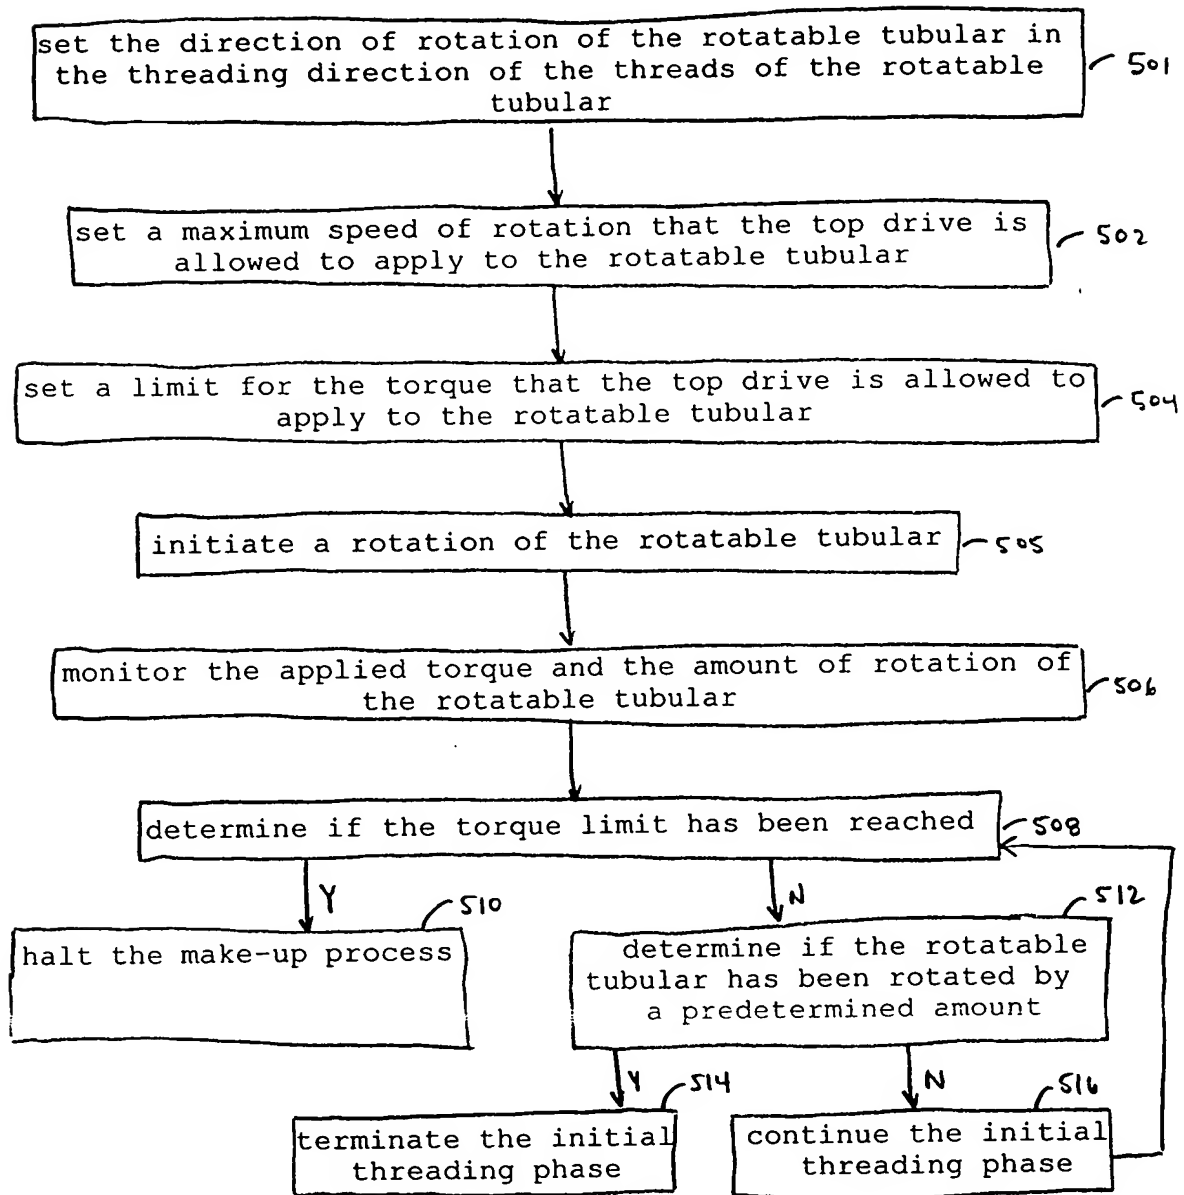 set the direction of rotation of the rotatable tubular in
the threading direction of the threads of the rotatable
tubular
501
set a maximum speed of rotation that the top drive is
allowed to apply to the rotatable tubular
502
set a limit for the torque that the top drive is allowed to
apply to the rotatable tubular
504
initiate a rotation of the rotatable tubular
505
monitor the applied torque and the amount of rotation of
the rotatable tubular
506
determine if the torque limit has been reached
508
Y
N
510
halt the make-up process
512
determine if the rotatable
tubular has been rotated by
a predetermined amount
Y
N
514
terminate the initial
threading phase
516
continue the initial
threading phase